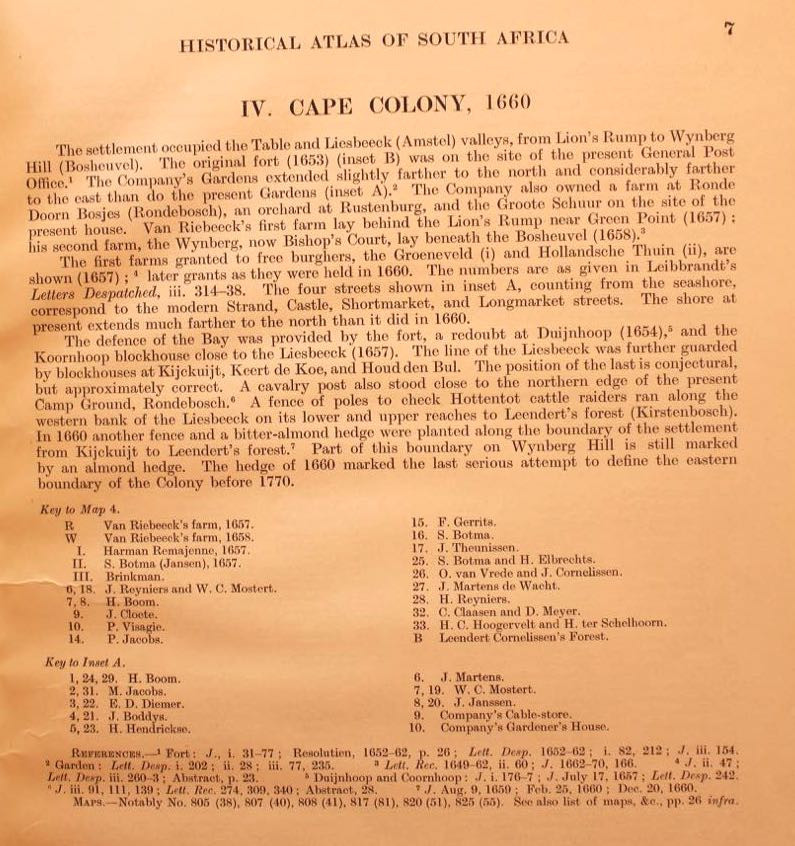 HISTORICAL ATLAS OF SOUTH AFRICA
7
IV. CAPE COLONY, 1660
The settlement occupied the Table and Liesbeeck (Amstel) valleys, from Lion's Rump to Wynberg
Hill (Bosheuvel). The original fort (1653) (inset B) was on the site of the present General Post
Office.¹ The Company's Gardens extended slightly farther to the north and considerably farther
to the east than do the present Gardens (inset A).² The Company also owned a farm at Ronde
Doorn Bosjes (Rondebosch), an orchard at Rustenburg, and the Groote Schuur on the site of the
present house. Van Riebeeck's first farm lay behind the Lion's Rump near Green Point (1657) ;
his second farm, the Wynberg, now Bishop's Court, lay beneath the Bosheuvel (1658).³
The first farms granted to free burghers, the Groeneveld (i) and Hollandsche Thuin (ii), are
shown (1657) ; ⁴ later grants as they were held in 1660. The numbers are as given in Leibbrandt's
Letters Despatched, iii. 314-38. The four streets shown in inset A, counting from the seashore,
correspond to the modern Strand, Castle, Shortmarket, and Longmarket streets. The shore at
present extends much farther to the north than it did in 1660.
The defence of the Bay was provided by the fort, a redoubt at Duijnhoop (1654),⁵ and the
Koornhoop blockhouse close to the Liesbeeck (1657). The line of the Liesbeeck was further guarded
by blockhouses at Kijckuijt, Keert de Koe, and Houd den Bul. The position of the last is conjectural,
but approximately correct. A cavalry post also stood close to the northern edge of the present
Camp Ground, Rondebosch.⁶ A fence of poles to check Hottentot cattle raiders ran along the
western bank of the Liesbeeck on its lower and upper reaches to Leendert's forest (Kirstenbosch).
In 1660 another fence and a bitter-almond hedge were planted along the boundary of the settlement
from Kijckuijt to Leendert's forest.⁷ Part of this boundary on Wynberg Hill is still marked
by an almond hedge. The hedge of 1660 marked the last serious attempt to define the eastern
boundary of the Colony before 1770.
Key to Map 4.
R Van Riebeeck's farm, 1657.
W Van Riebeeck's farm, 1658.
I. Harman Remajenne, 1657.
II. S. Botma (Jansen), 1657.
III. Brinkman.
6, 18. J. Reyniers and W. C. Mostert.
7, 8. H. Boom.
9. J. Cloete.
10. P. Visagie.
14. P. Jacobs.
15. F. Gerrits.
16. S. Botma.
17. J. Theunissen.
25. S. Botma and H. Elbrechts.
26. O. van Vrede and J. Cornelissen.
27. J. Martens de Wacht.
28. H. Reyniers.
32. C. Claasen and D. Meyer.
33. H. C. Hoogervelt and H. ter Schelhoorn.
B Leendert Cornelissen's Forest.
Key to Inset A.
1, 24, 29. H. Boom.
2, 31. M. Jacobs.
3, 22. E. D. Diemer.
4, 21. J. Boddys.
5, 23. H. Hendrickse.
6. J. Martens.
7, 19. W. C. Mostert.
8, 20. J. Janssen.
9. Company's Cable-store.
10. Company's Gardener's House.
REFERENCES.—¹ Fort : J., i. 31-77 ; Resolution, 1652-62, p. 26 ; Lett. Desp. 1652-62 ; i. 82, 212 ; J. iii. 154.
² Garden : Lett. Desp. i. 202 ; ii. 28 ; iii. 77, 235. ³ Lett. Rec. 1649-62, ii. 60 ; J. 1662-70, 166. ⁴ J. ii. 47 ;
Lett. Desp. iii. 260-3 ; Abstract, p. 23. ⁵ Duijnhoop and Coornhoop : J. i. 176-7 ; J. July 17, 1657 ; Lett. Desp. 242.
⁶ J. iii. 91, 111, 139 ; Lett. Rec. 274, 309, 340 ; Abstract, 28. ⁷ J. Aug. 9, 1659 ; Feb. 25, 1660 ; Dec. 20, 1660.
MAPS.—Notably No. 805 (38), 807 (40), 808 (41), 817 (81), 820 (51), 825 (55). See also list of maps, &c., pp. 26 infra.